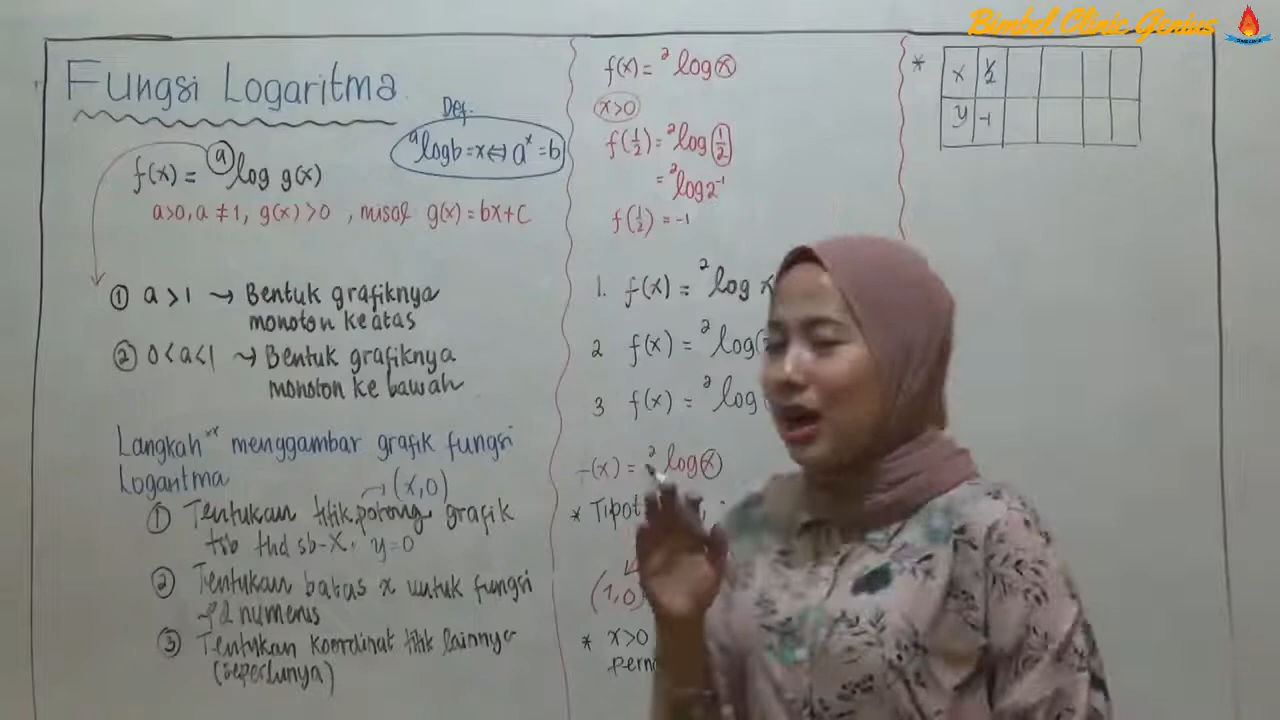 Bimbel Clinic Genius
Fungsi Logaritma
Def.
ᵃlog b = x ⇔ aˣ = b
f(x) = ᵃlog g(x)
a>0, a ≠ 1, g(x) > 0 , misal g(x) = bx + c
① a > 1 → Bentuk grafiknya
monoton ke atas
② 0 < a < 1 → Bentuk grafiknya
monoton ke bawah
Langkah" menggambar grafik fungsi
Logaritma
→ (x,0)
① Tentukan titik potong grafik
tsb thd sb-X, y=0
② Tentukan batas x untuk fungsi
numerus
③ Tentukan koordinat titik lainnya
(seperlunya)
f(x) = ²log x
x>0
f(1/2) = ²log 1/2
= ²log 2⁻¹
f(1/2) = -1
1. f(x) = ²log x
2 f(x) = ²log(
3 f(x) = ²log
(x) = ²log x
* Tipot
(1,0)
* x>0
* x 1/2
y -1